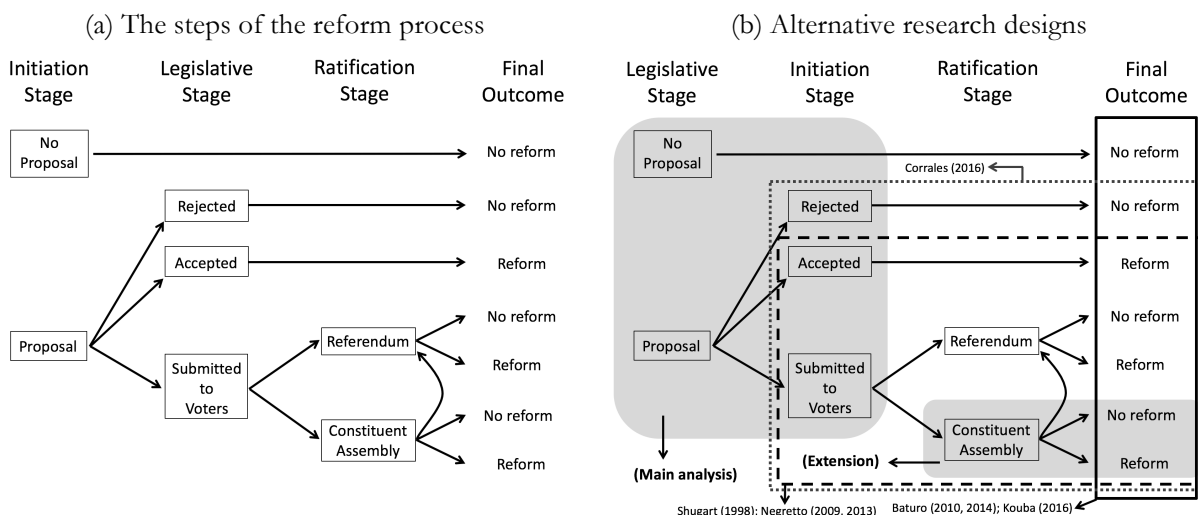 (a) The steps of the reform process
Initiation
Stage
Legislative
Stage
Ratification
Stage
Final
Outcome
No
Proposal
No reform
Rejected
No reform
Accepted
Reform
Proposal
Submitted
to
Voters
Referendum
No reform
Reform
Constituent
Assembly
No reform
Reform
(b) Alternative research designs
Legislative
Stage
Initiation
Stage
Ratification
Stage
Final
Outcome
No
Proposal
No reform
Corrales (2016)
Rejected
No reform
Accepted
Reform
Proposal
Submitted
to
Voters
Referendum
No reform
Reform
Constituent
Assembly
No reform
Reform
(Main analysis)
(Extension)
Shugart (1998); Negretto (2009, 2013)
Baturo (2010, 2014); Kouba (2016)